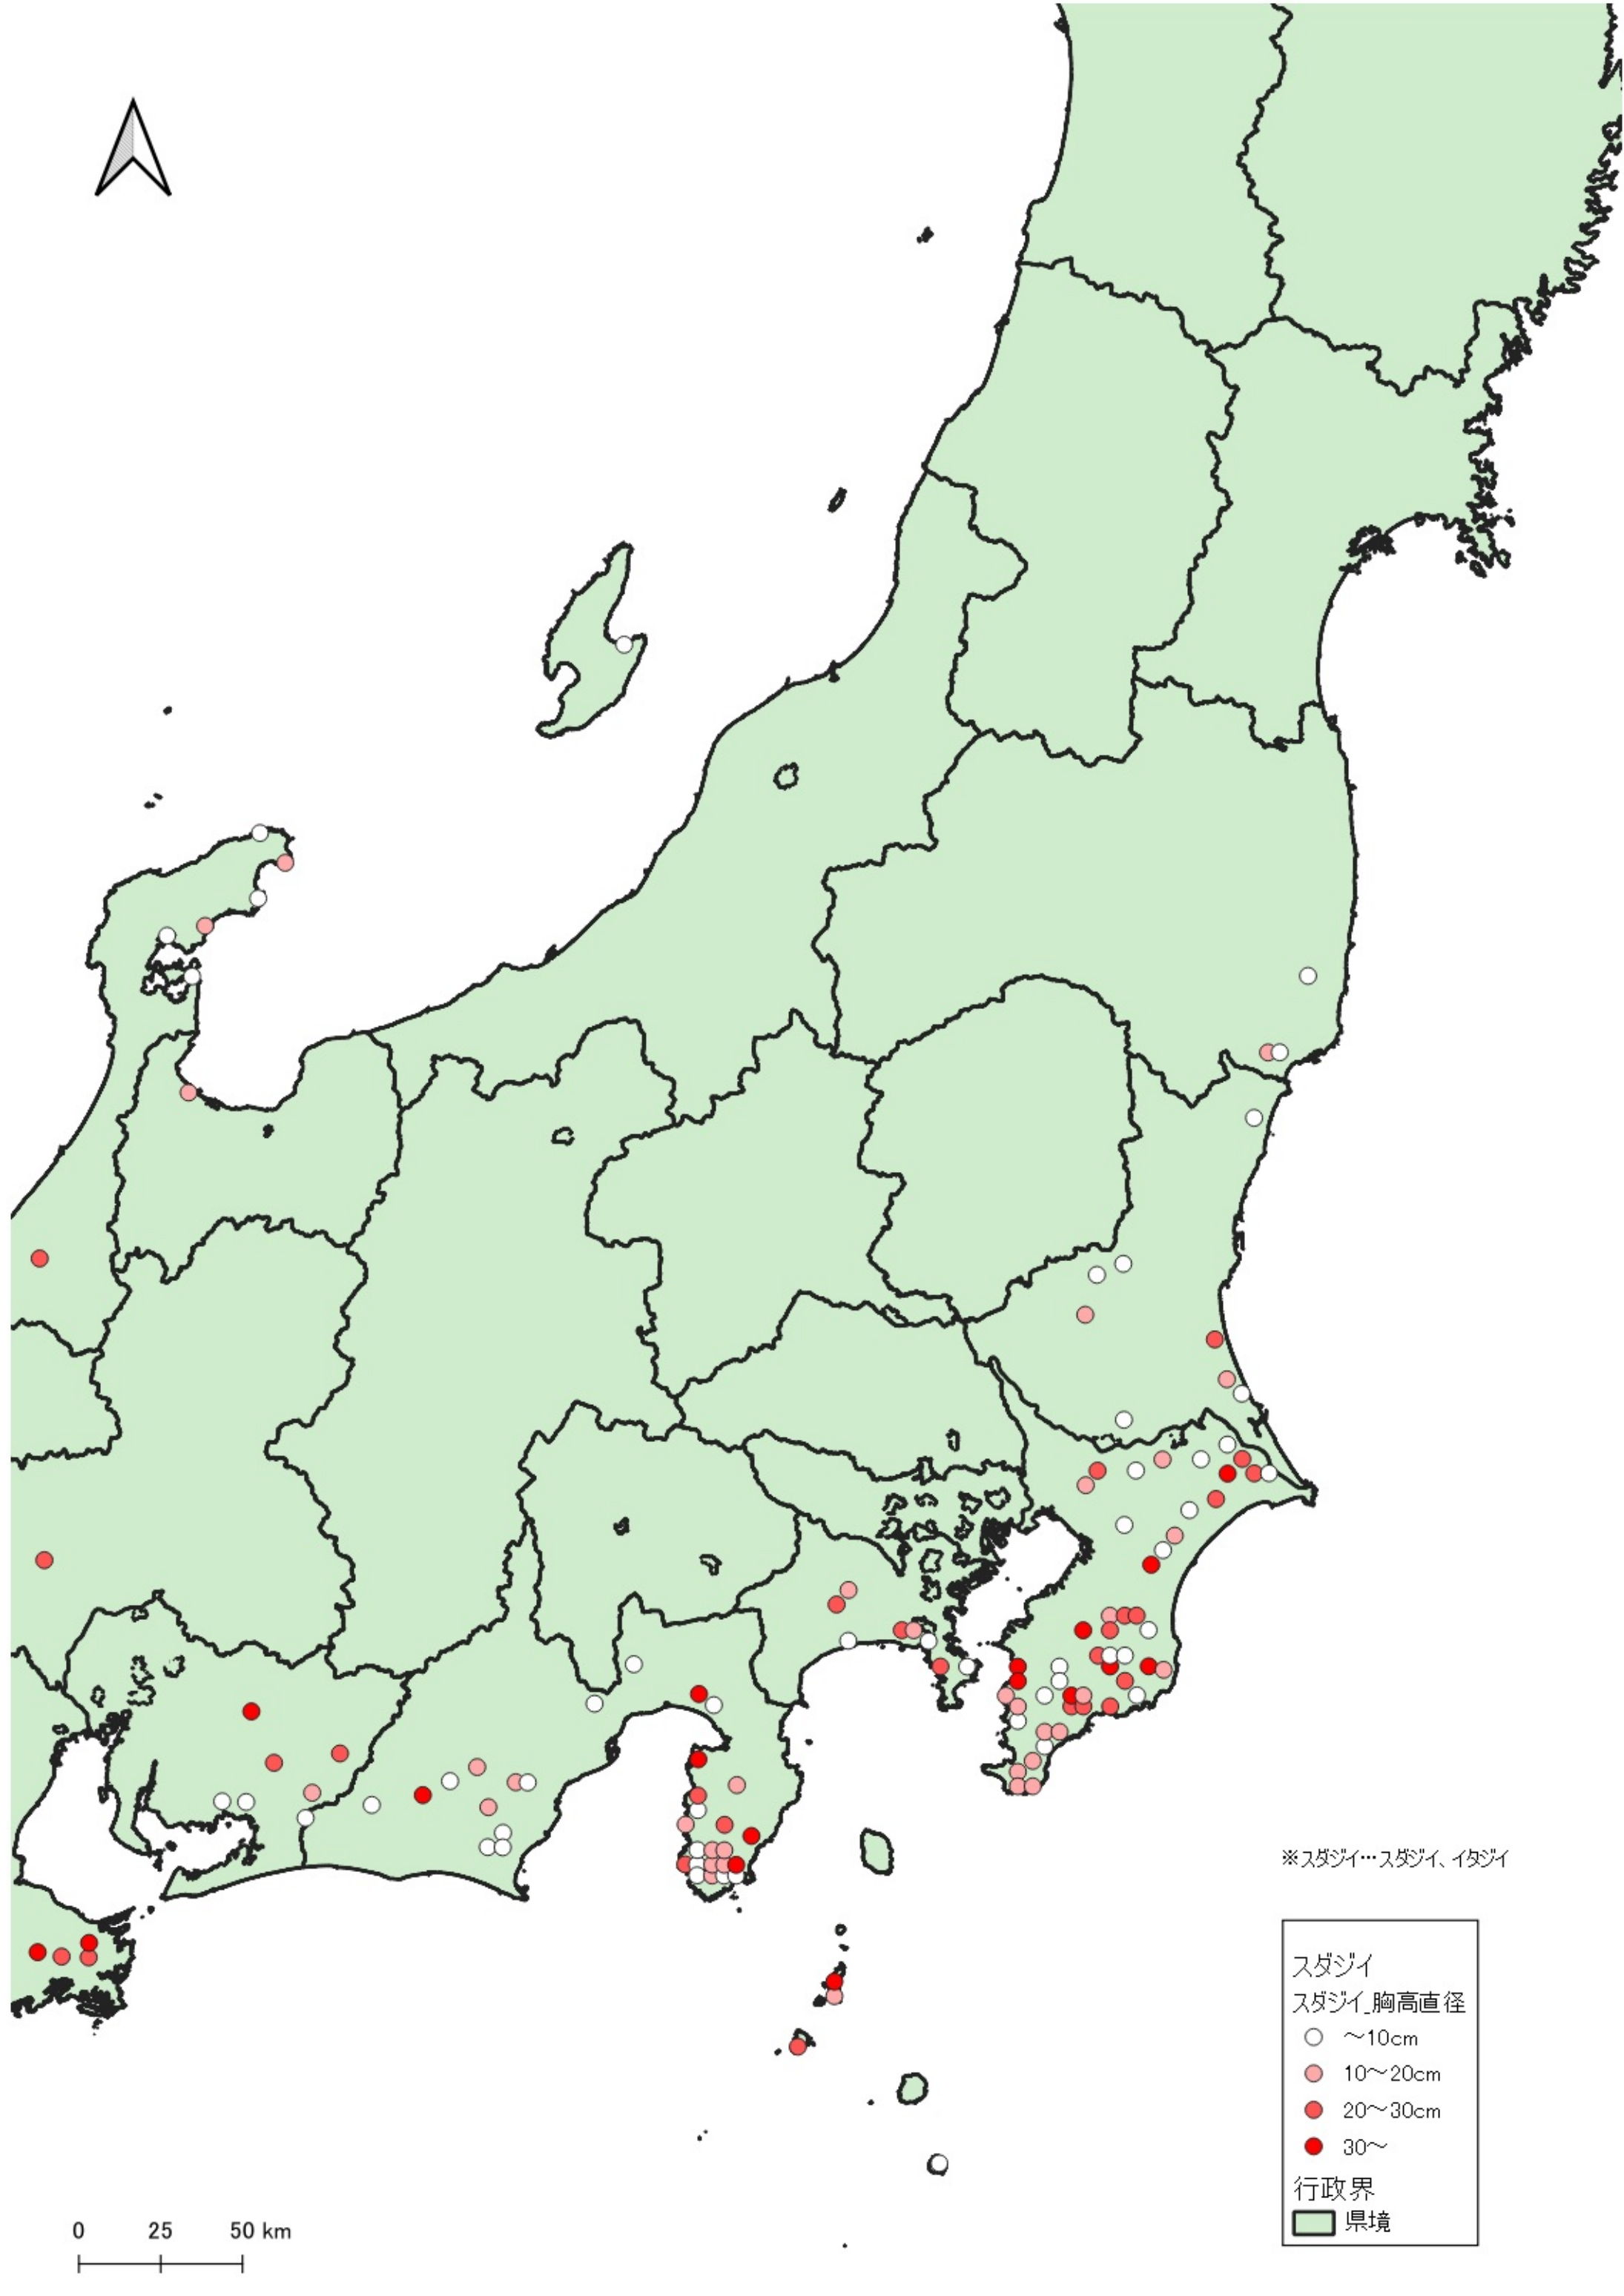 ※スダジイ…スダジイ、イタジイ
スダジイ
スダジイ_胸高直径
～10cm
10～20cm
20～30cm
30～
行政界
県境
0 25 50 km